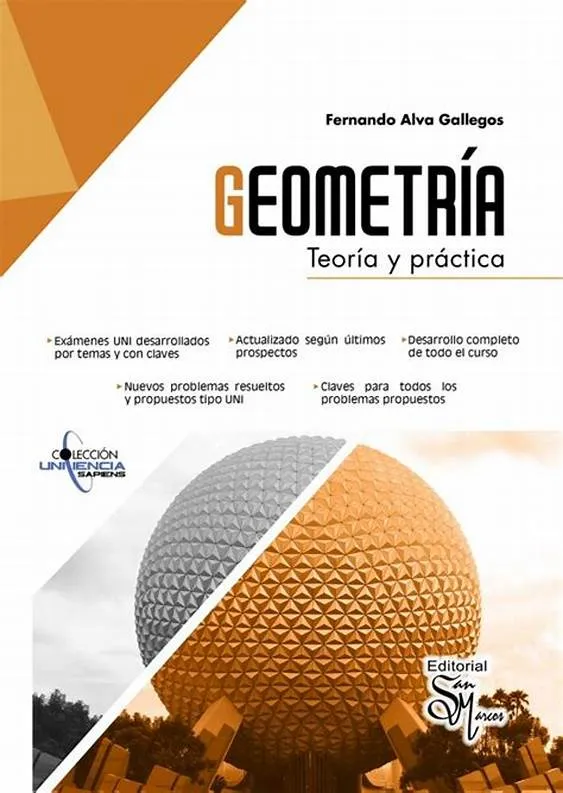 Fernando Alva Gallegos
GEOMETRÍA
Teoría y práctica
Exámenes UNI desarrollados
por temas y con claves
Actualizado según últimos
prospectos
Desarrollo completo
de todo el curso
Nuevos problemas resueltos
y propuestos tipo UNI
Claves para todos los
problemas propuestos
COLECCIÓN
UNICIENCIA
SAPIENS
Editorial
San
Marcos